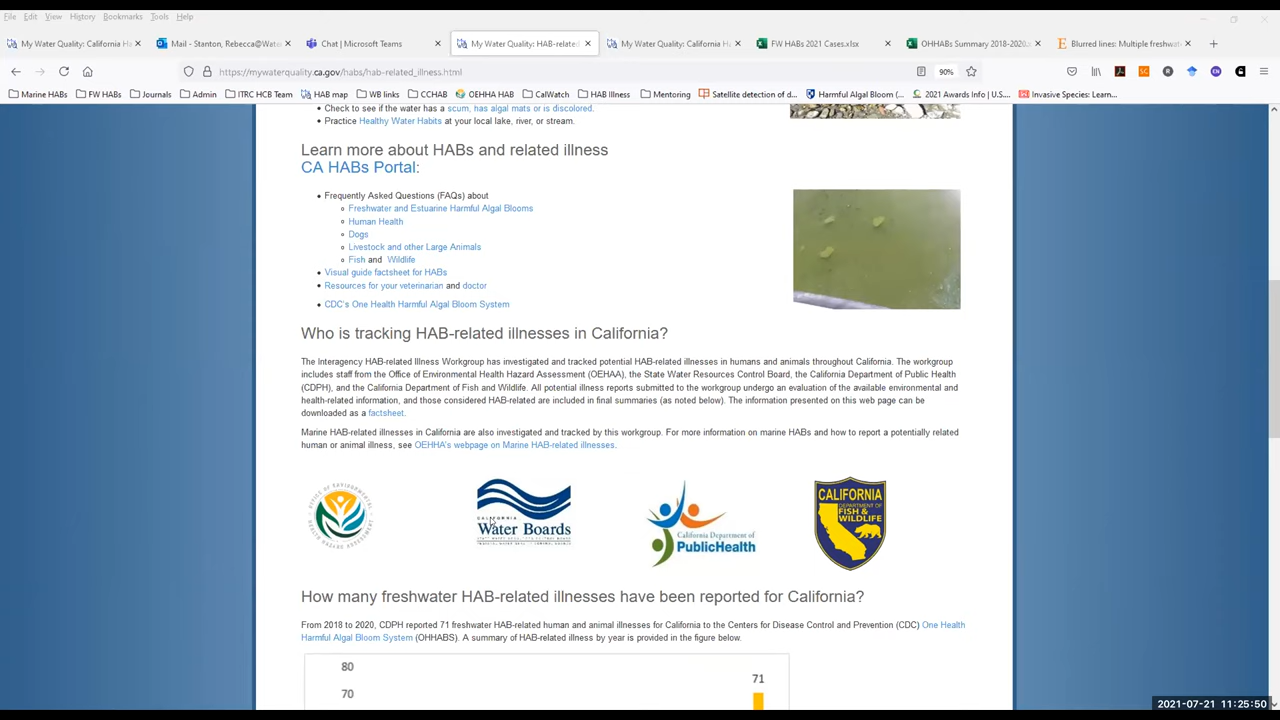 File Edit View History Bookmarks Tools Help
My Water Quality: California H Mail - Stanton, Rebecca@Water Chat | Microsoft Teams My Water Quality: HAB-related My Water Quality: California H FW HABs 2021 Cases.xlsx OHHABs Summary 2018-2020. Blurred lines: Multiple freshwat
https://mywaterquality.ca.gov/habs/hab-related_illness.html 90%
Marine HABs FW HABs Journals Admin ITRC HCB Team HAB map WB links CCHAB OEHHA HAB CalWatch HAB Illness Mentoring Satellite detection of d... Harmful Algal Bloom (... 2021 Awards Info | U.S.... Invasive Species: Learn...
• Check to see if the water has a scum, has algal mats or is discolored.
• Practice Healthy Water Habits at your local lake, river, or stream.
Learn more about HABs and related illness
CA HABs Portal:
• Frequently Asked Questions (FAQs) about
Freshwater and Estuarine Harmful Algal Blooms
Human Health
Dogs
Livestock and other Large Animals
Fish and Wildlife
• Visual guide factsheet for HABs
• Resources for your veterinarian and doctor
• CDC's One Health Harmful Algal Bloom System
Who is tracking HAB-related illnesses in California?
The Interagency HAB-related Illness Workgroup has investigated and tracked potential HAB-related illnesses in humans and animals throughout California. The workgroup
includes staff from the Office of Environmental Health Hazard Assessment (OEHAA), the State Water Resources Control Board, the California Department of Public Health
(CDPH), and the California Department of Fish and Wildlife. All potential illness reports submitted to the workgroup undergo an evaluation of the available environmental and
health-related information, and those considered HAB-related are included in final summaries (as noted below). The information presented on this web page can be
downloaded as a factsheet.
Marine HAB-related illnesses in California are also investigated and tracked by this workgroup. For more information on marine HABs and how to report a potentially related
human or animal illness, see OEHHA's webpage on Marine HAB-related illnesses.
CALIFORNIA
Water Boards
California Department of
PublicHealth
CALIFORNIA
DEPARTMENT OF
FISH &
WILDLIFE
How many freshwater HAB-related illnesses have been reported for California?
From 2018 to 2020, CDPH reported 71 freshwater HAB-related human and animal illnesses for California to the Centers for Disease Control and Prevention (CDC) One Health
Harmful Algal Bloom System (OHHABS). A summary of HAB-related illness by year is provided in the figure below.
80
71
70
2021-07-21 11:25:50